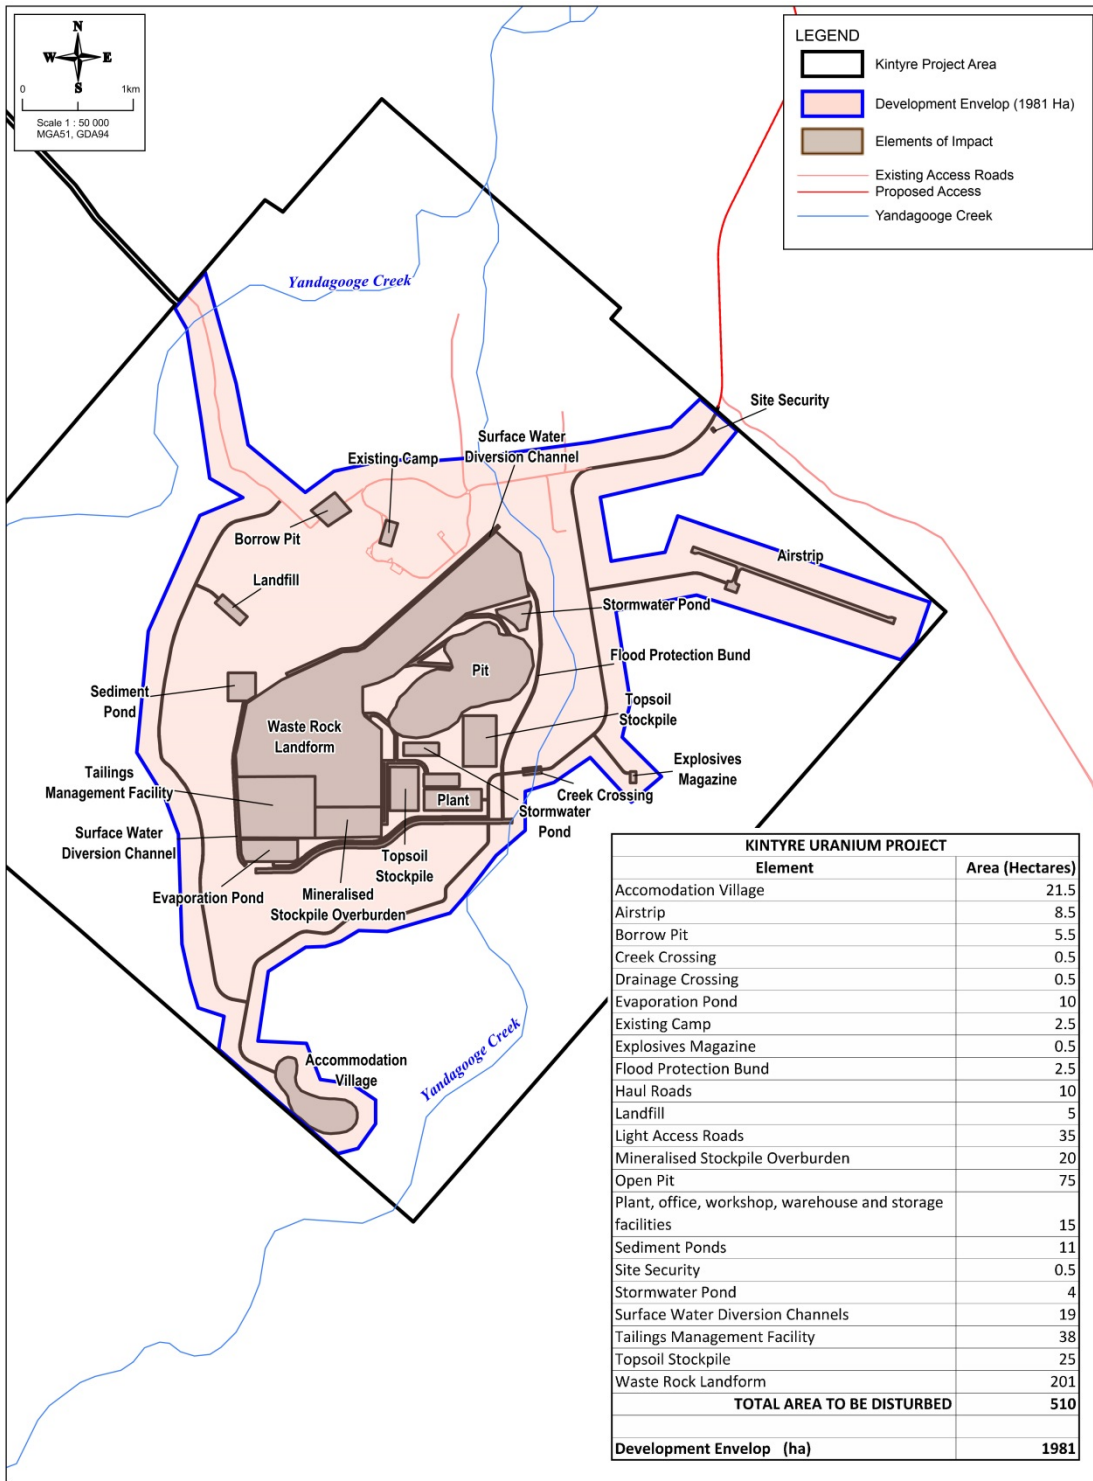 N
W E
S
0 1km
Scale 1 : 50 000
MGA51, GDA94
LEGEND
Kintyre Project Area
Development Envelop (1981 Ha)
Elements of Impact
Existing Access Roads
Proposed Access
Yandagooge Creek
Yandagooge Creek
Site Security
Surface Water
Diversion Channel
Existing Camp
Borrow Pit
Airstrip
Landfill
Stormwater Pond
Flood Protection Bund
Pit
Sediment
Pond
Topsoil
Stockpile
Waste Rock
Landform
Explosives
Magazine
Tailings
Management Facility
Creek Crossing
Plant
Stormwater
Pond
Surface Water
Diversion Channel
Topsoil
Stockpile
Evaporation Pond
Mineralised
Stockpile Overburden
Yandagooge Creek
Accommodation
Village
KINTYRE URANIUM PROJECT
Element Area (Hectares)
Accomodation Village 21.5
Airstrip 8.5
Borrow Pit 5.5
Creek Crossing 0.5
Drainage Crossing 0.5
Evaporation Pond 10
Existing Camp 2.5
Explosives Magazine 0.5
Flood Protection Bund 2.5
Haul Roads 10
Landfill 5
Light Access Roads 35
Mineralised Stockpile Overburden 20
Open Pit 75
Plant, office, workshop, warehouse and storage
facilities 15
Sediment Ponds 11
Site Security 0.5
Stormwater Pond 4
Surface Water Diversion Channels 19
Tailings Management Facility 38
Topsoil Stockpile 25
Waste Rock Landform 201
TOTAL AREA TO BE DISTURBED 510
Development Envelop (ha) 1981